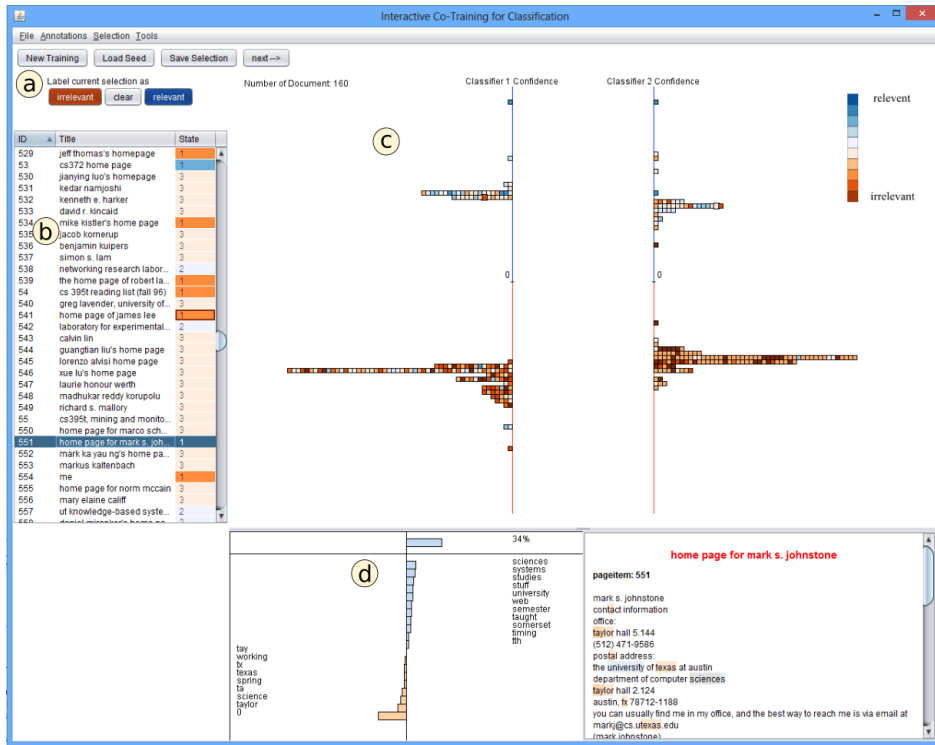 Interactive Co-Training for Classification
File Annotations Selection Tools
New Training Load Seed Save Selection next-->
a
Label current selection as
irrelevant clear relevant
Number of Document: 160
Classifier 1 Confidence
Classifier 2 Confidence
relevent
irrelevant
c
0
0
ID Title State
529 jeff thomas's homepage 1
53 cs372 home page 1
530 jianying luo's homepage 3
531 kedar namjoshi 3
532 kenneth e. harker 3
533 david r. kincaid 3
534 mike kistler's home page 1
b
535 jacob kornerup 3
536 benjamin kuipers 3
537 simon s. lam 3
538 networking research labor... 2
539 the home page of robert la... 1
54 cs 395t reading list (fall 96) 1
540 greg lavender, university of... 3
541 home page of james lee 1
542 laboratory for experimental... 2
543 calvin lin 3
544 guangtian liu's home page 3
545 lorenzo alvisi home page 3
546 xue lu's home page 3
547 laurie honour werth 3
548 madhukar reddy korupolu 3
549 richard s. mallory 3
55 cs395t, mining and monito... 3
550 home page for marco sch... 3
551 home page for mark s. joh... 1
552 mark ka yau ng's home pa... 3
553 markus kaltenbach 3
554 me 1
555 home page for norm mccain 3
556 mary elaine califf 3
557 ut knowledge-based syste... 2
d
34%
sciences
systems
studies
stuff
university
web
semester
taught
somerset
timing
tth
tay
working
tx
texas
spring
ta
science
taylor
0
home page for mark s. johnstone
pageitem: 551
mark s. johnstone
contact information
office:
taylor hall 5.144
(512) 471-9586
postal address:
the university of texas at austin
department of computer sciences
taylor hall 2.124
austin, tx 78712-1188
you can usually find me in my office, and the best way to reach me is via email at
markj@cs.utexas.edu
(mark johnstone)